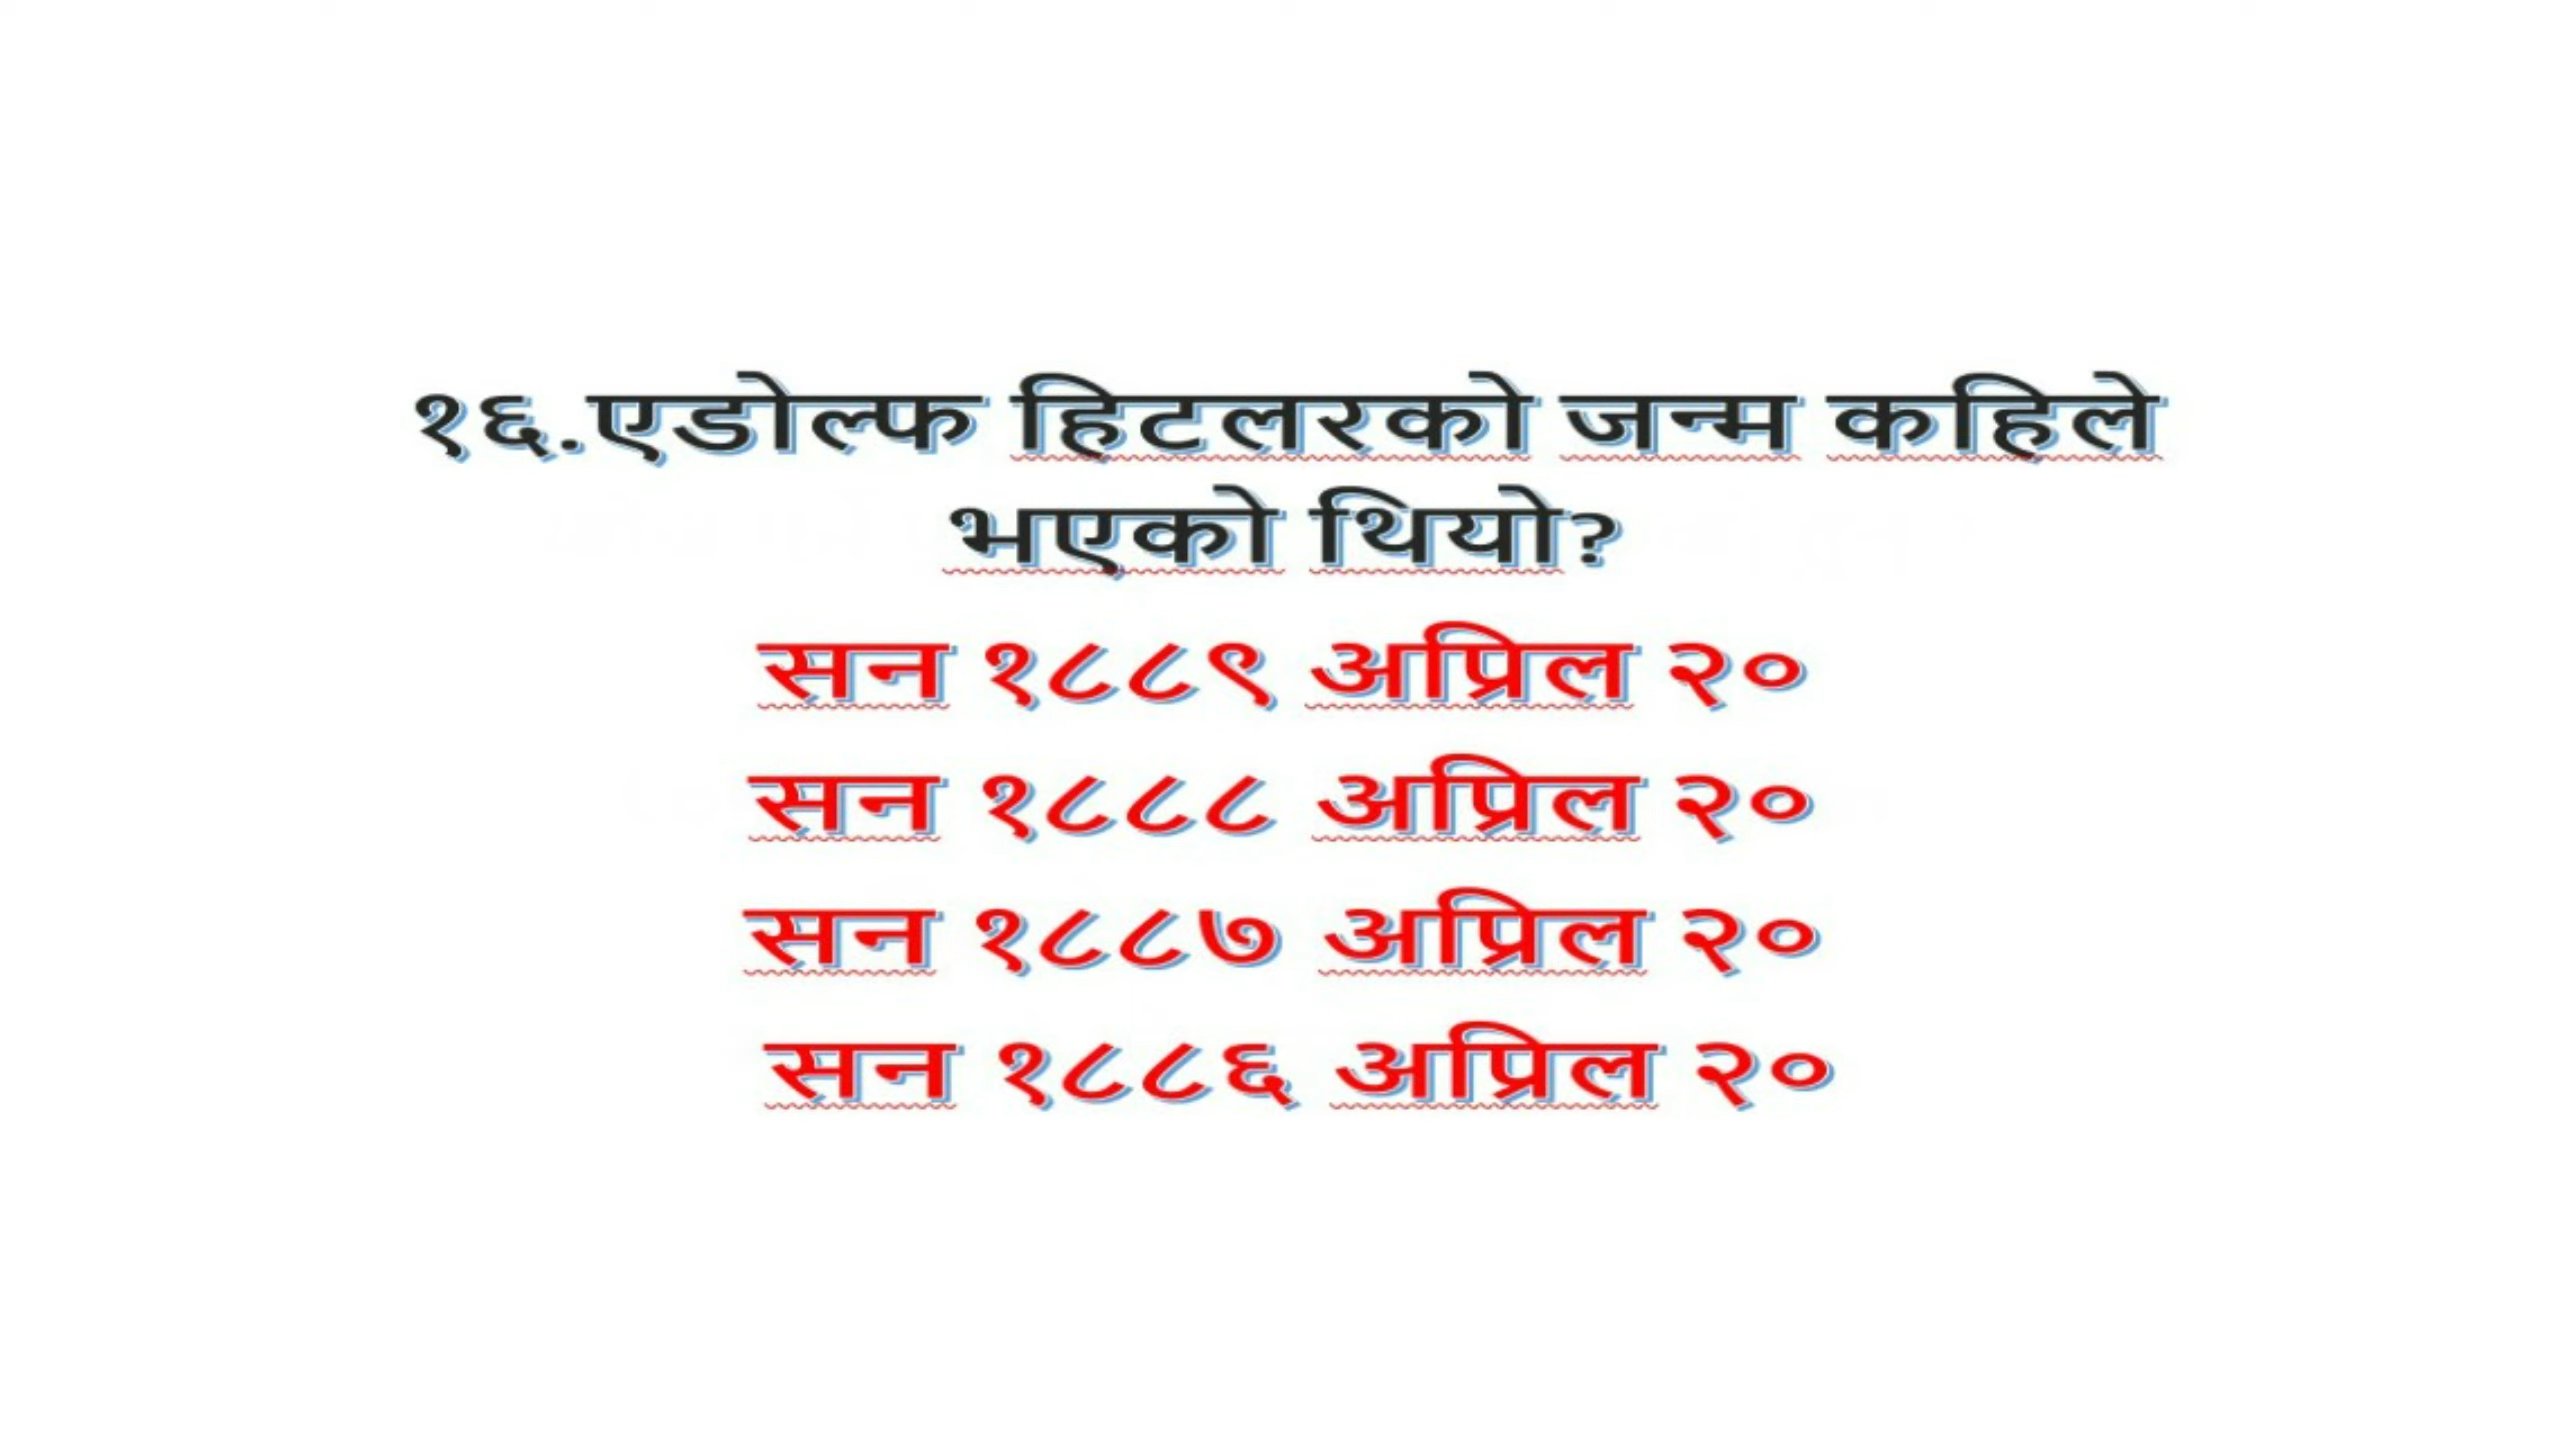 १६.एडोल्फ हिटलरको जन्म कहिले
भएको थियो?
सन १८८९ अप्रिल २०
सन १८८८ अप्रिल २०
सन १८८७ अप्रिल २०
सन १८८६ अप्रिल २०